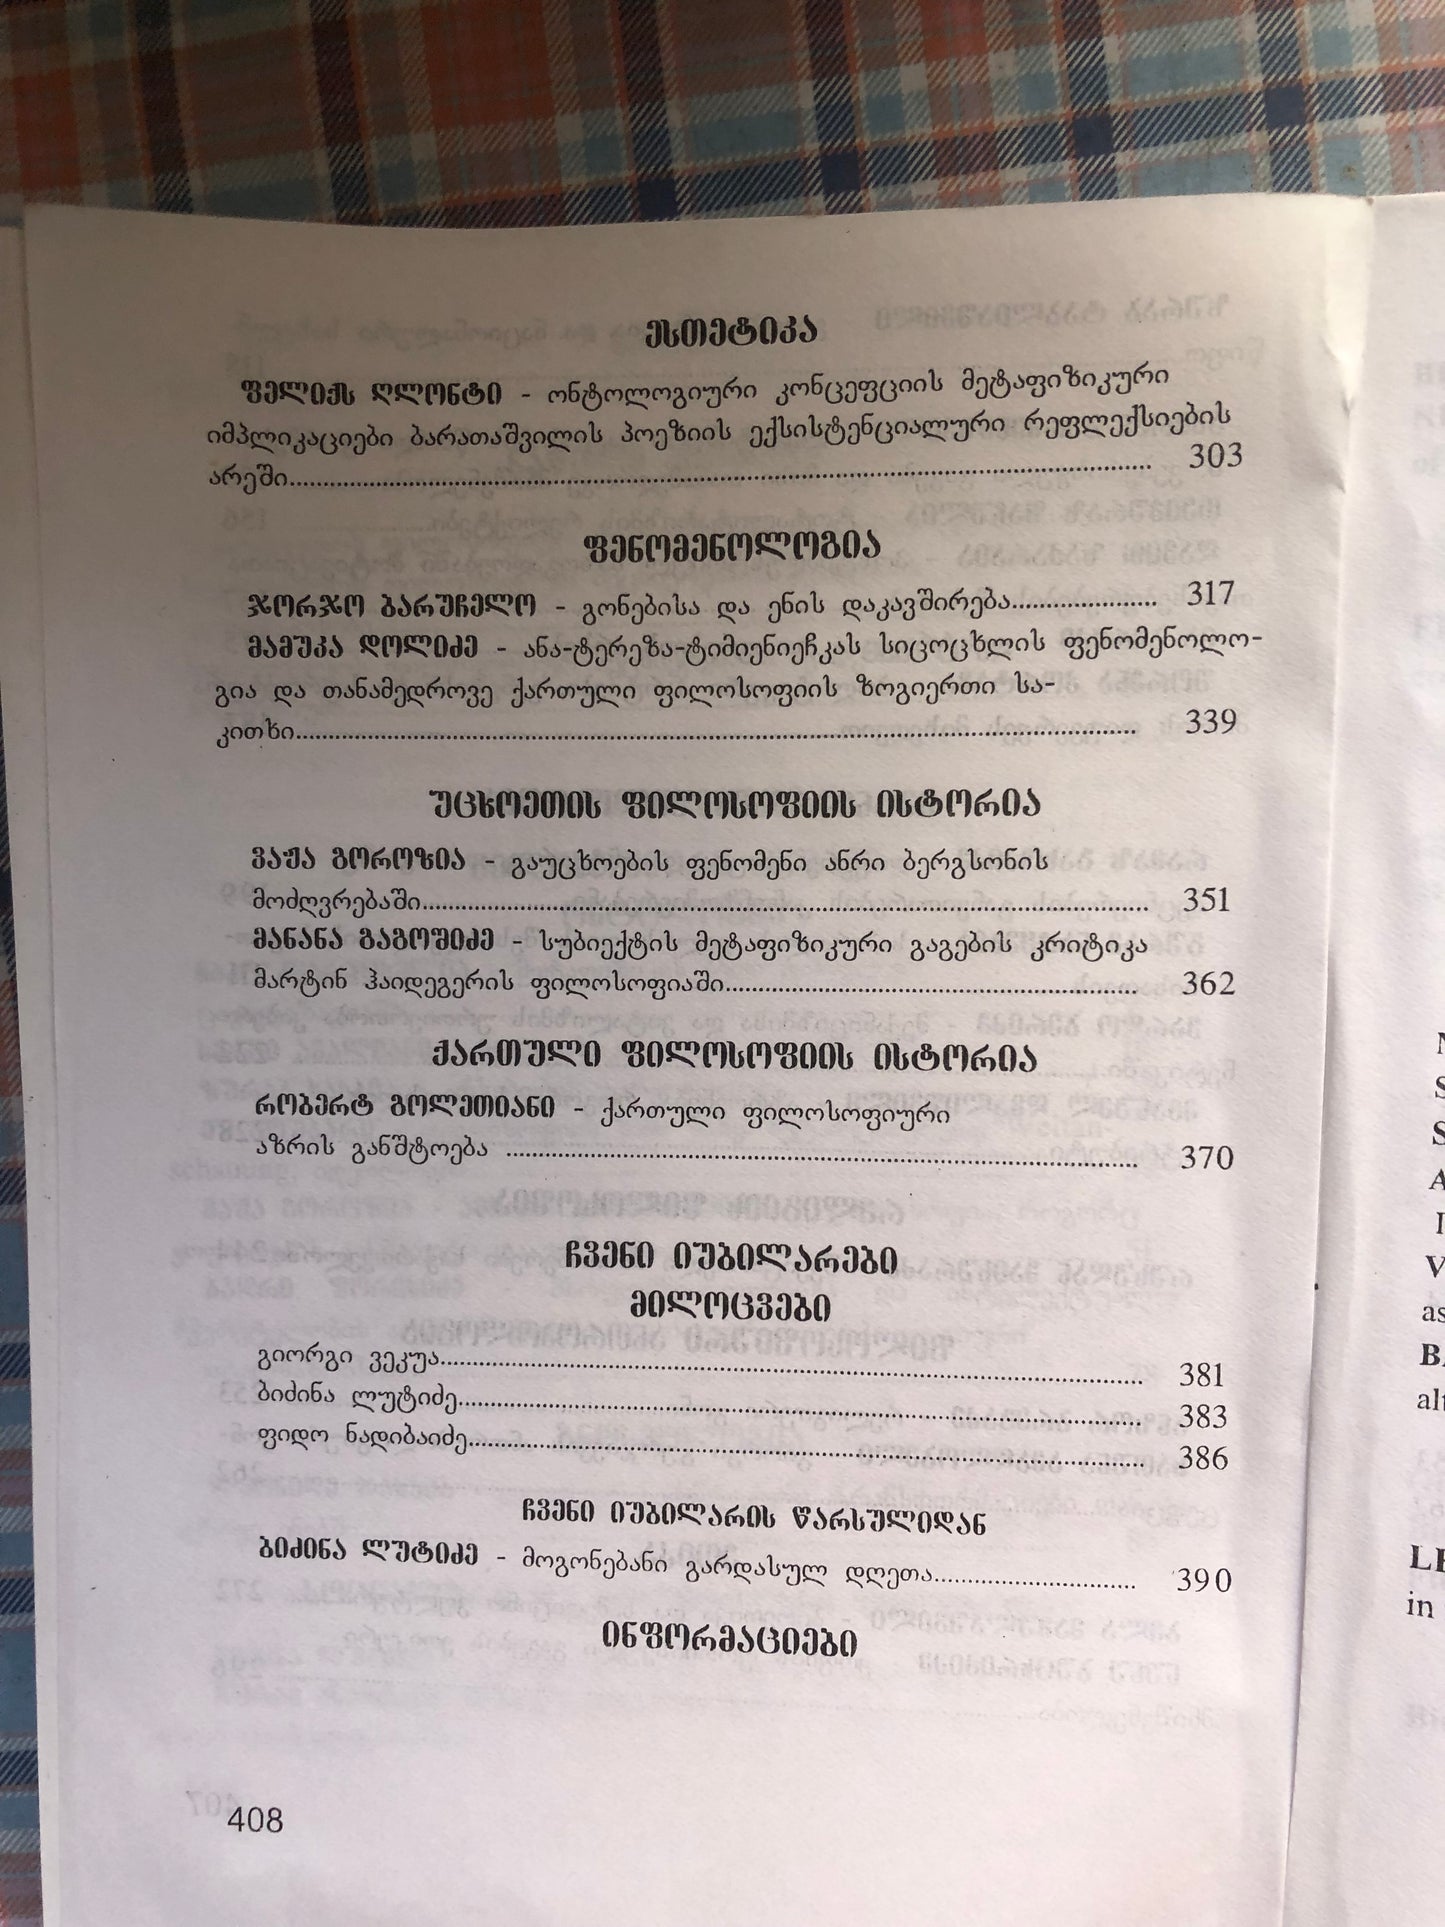 ესთეტიკა
ფელიქს ღლონტი - ონტოლოგიური კონცეფციის მეტაფიზიკური
იმპლიკაციები ბარათაშვილის პოეზიის ექსისტენციალური რეფლექსიების
არეში........................................................ 303
ფენომენოლოგია
ჯორჯო ბარუჩელო - გონებისა და ენის დაკავშირება..................... 317
მამუკა დოლიძე - ანა-ტერეზა-ტიმიენიეჩკას სიცოცხლის ფენომენოლო-
გია და თანამედროვე ქართული ფილოსოფიის ზოგიერთი სა-
კითხი........................................................ 339
უცხოეთის ფილოსოფიის ისტორია
ვაჟა გოროზია - გაუცხოების ფენომენი ანრი ბერგსონის
მოძღვრებაში........................................................ 351
მანანა გაგოშიძე - სუბიექტის მეტაფიზიკური გაგების კრიტიკა
მარტინ ჰაიდეგერის ფილოსოფიაში........................................................ 362
ქართული ფილოსოფიის ისტორია
რობერტ გოლეთიანი - ქართული ფილოსოფიური
აზრის განშტოება ........................................................ 370
ჩვენი იუბილარები
მილოცვები
გიორგი ვეკუა........................................................ 381
ბიძინა ლუტიძე........................................................ 383
ფიდო ნადიბაიძე........................................................ 386
ჩვენი იუბილარის წარსულიდან
ბიძინა ლუტიძე - მოგონებანი გარდასულ დღეთა.............................. 390
ინფორმაციები
408